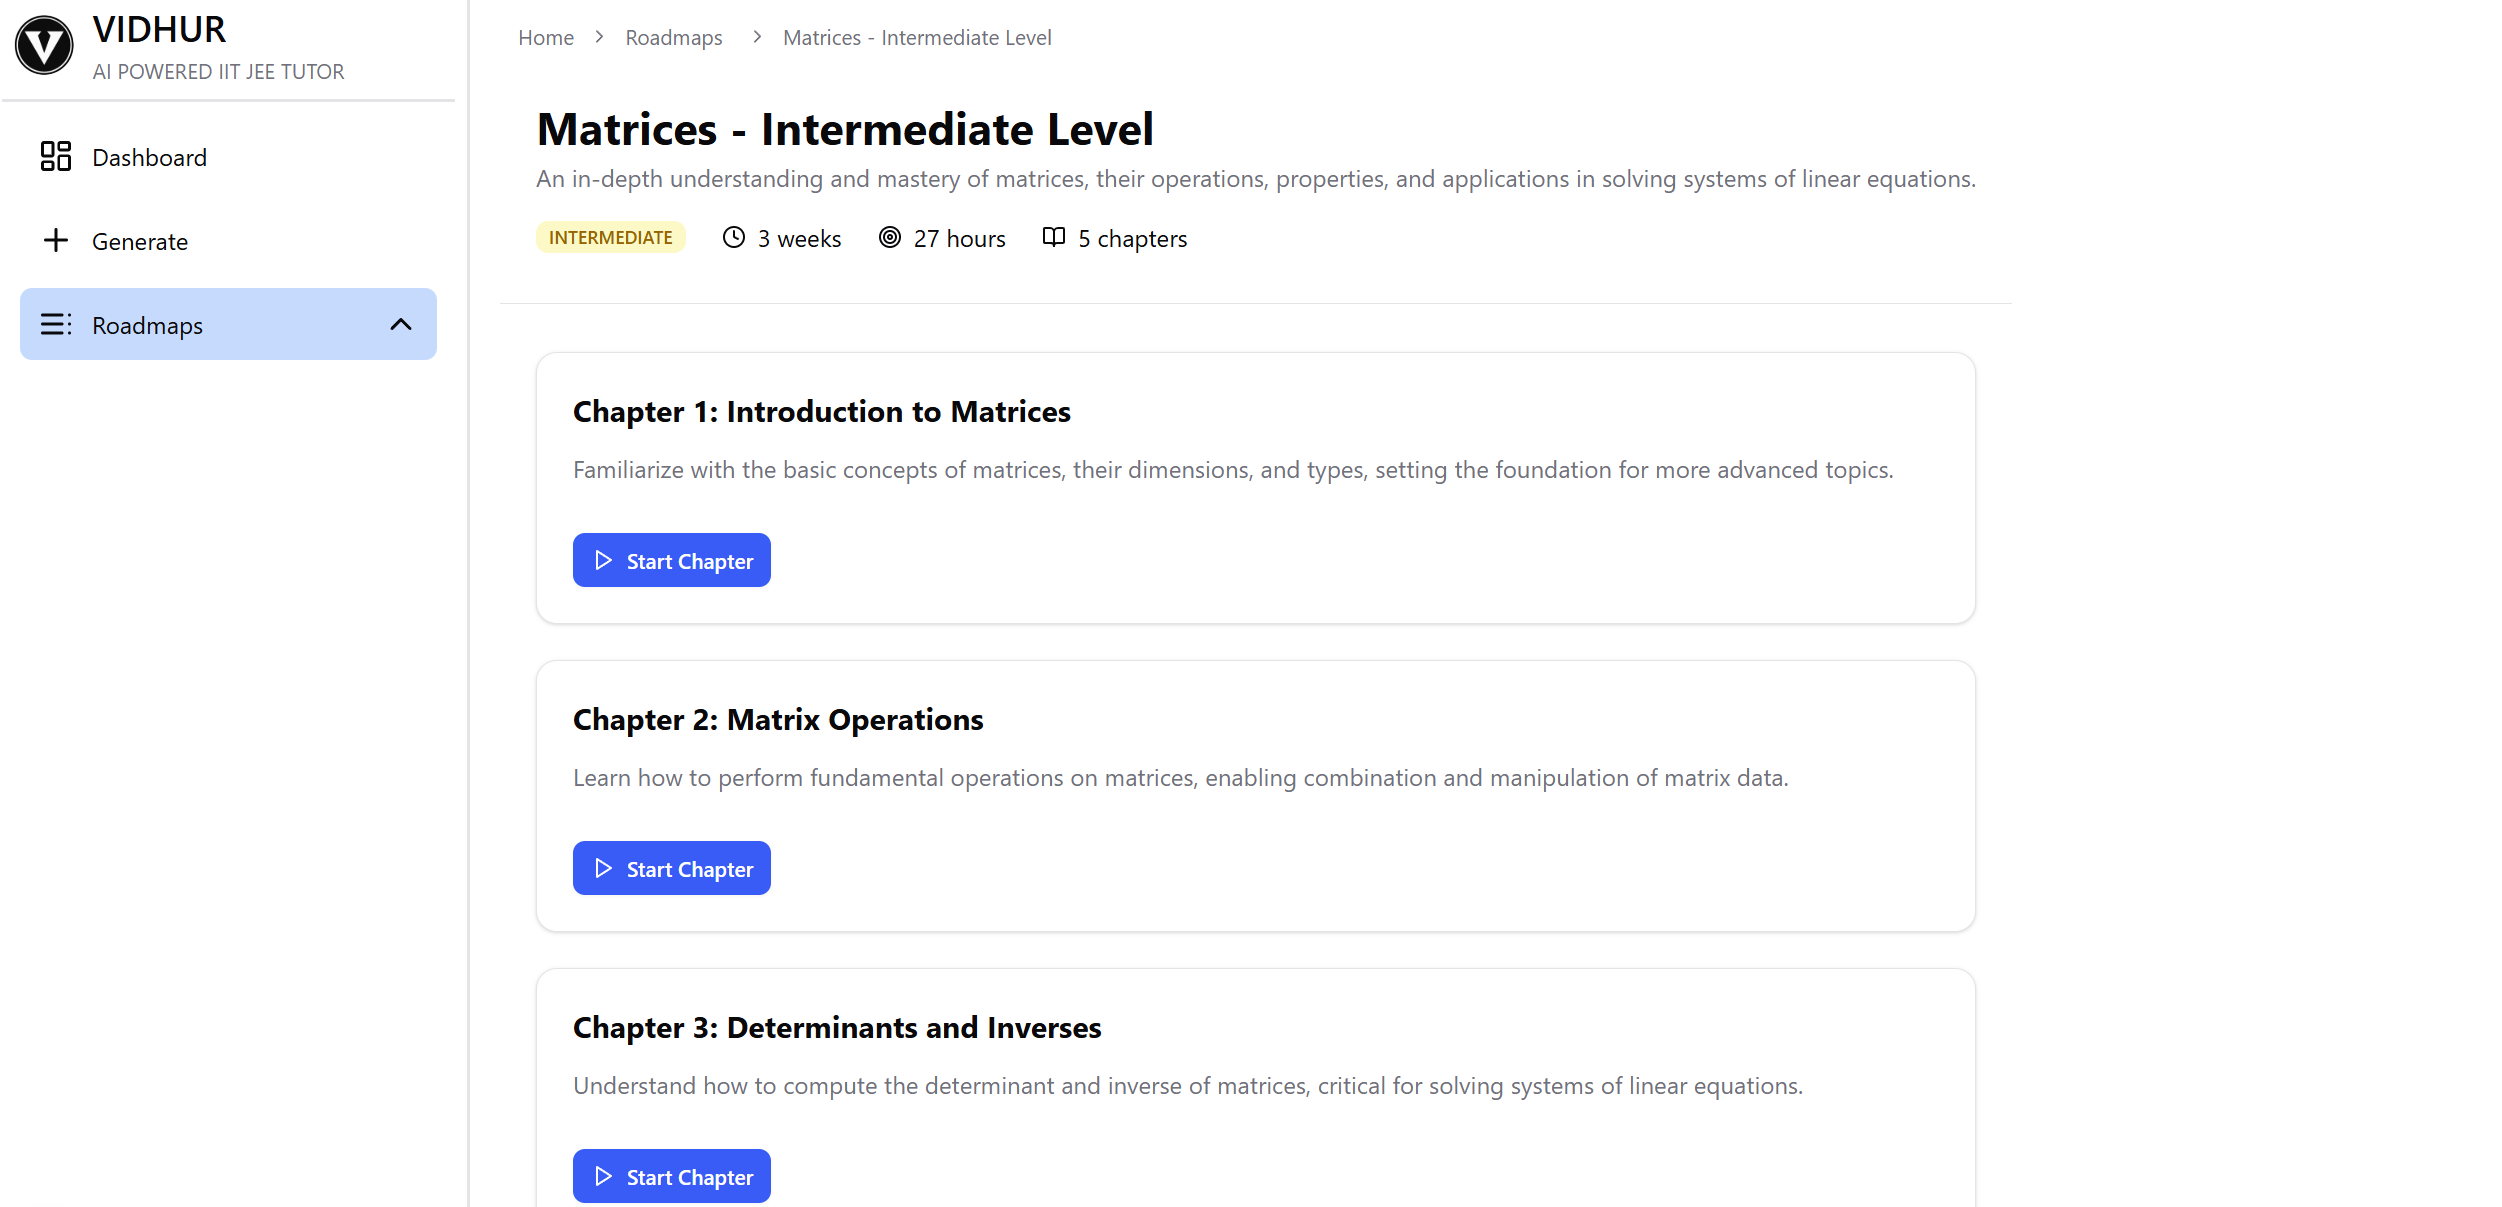 VIDHUR
AI POWERED IIT JEE TUTOR
Dashboard
Generate
Roadmaps
Home > Roadmaps > Matrices - Intermediate Level
Matrices - Intermediate Level
An in-depth understanding and mastery of matrices, their operations, properties, and applications in solving systems of linear equations.
INTERMEDIATE 3 weeks 27 hours 5 chapters
Chapter 1: Introduction to Matrices
Familiarize with the basic concepts of matrices, their dimensions, and types, setting the foundation for more advanced topics.
Start Chapter
Chapter 2: Matrix Operations
Learn how to perform fundamental operations on matrices, enabling combination and manipulation of matrix data.
Start Chapter
Chapter 3: Determinants and Inverses
Understand how to compute the determinant and inverse of matrices, critical for solving systems of linear equations.
Start Chapter